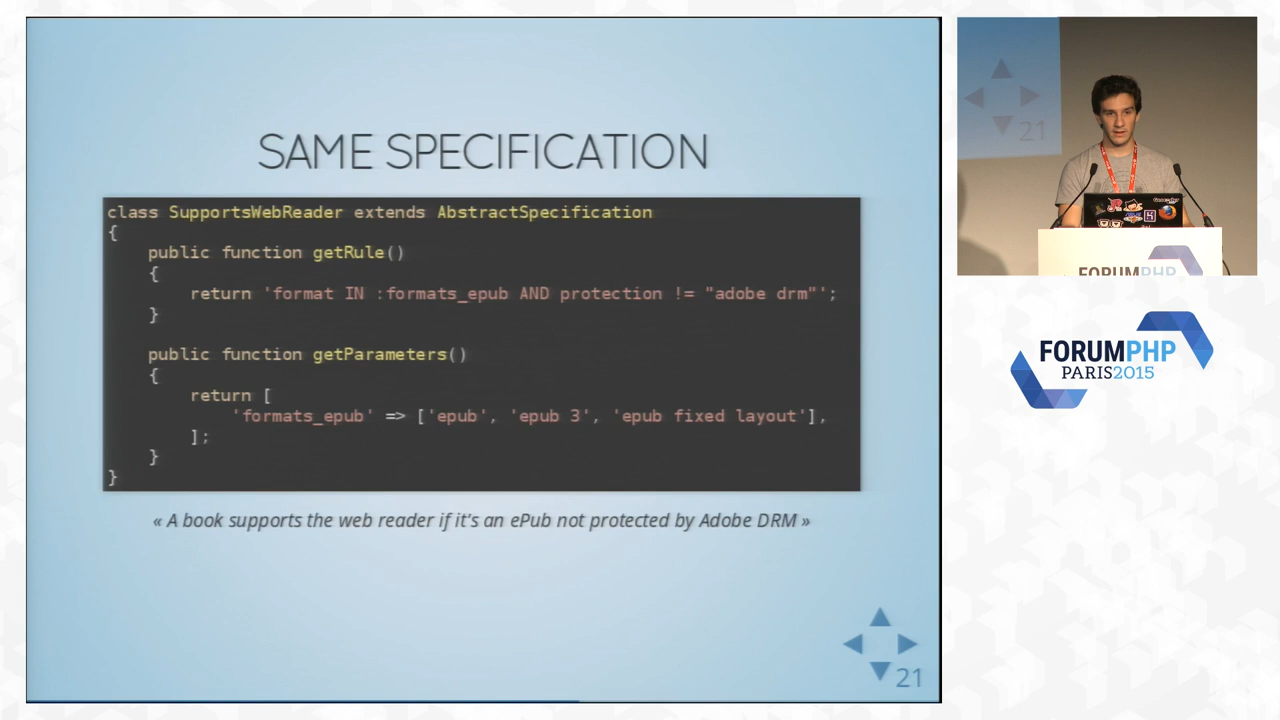 SAME SPECIFICATION
class SupportsWebReader extends AbstractSpecification
{
    public function getRule()
    {
        return 'format IN :formats_epub AND protection != "adobe drm"';
    }
    public function getParameters()
    {
        return [
            'formats_epub' => ['epub', 'epub 3', 'epub fixed layout'],
        ];
    }
}
« A book supports the web reader if it's an ePub not protected by Adobe DRM »
21
21
FORUMPHP
FORUMPHP
PARIS2015